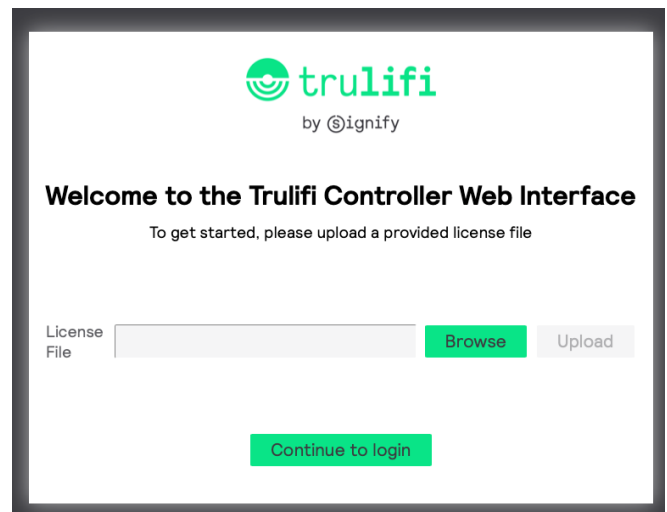 trulifi
by Signify
Welcome to the Trulifi Controller Web Interface
To get started, please upload a provided license file
License
File
Browse
Upload
Continue to login